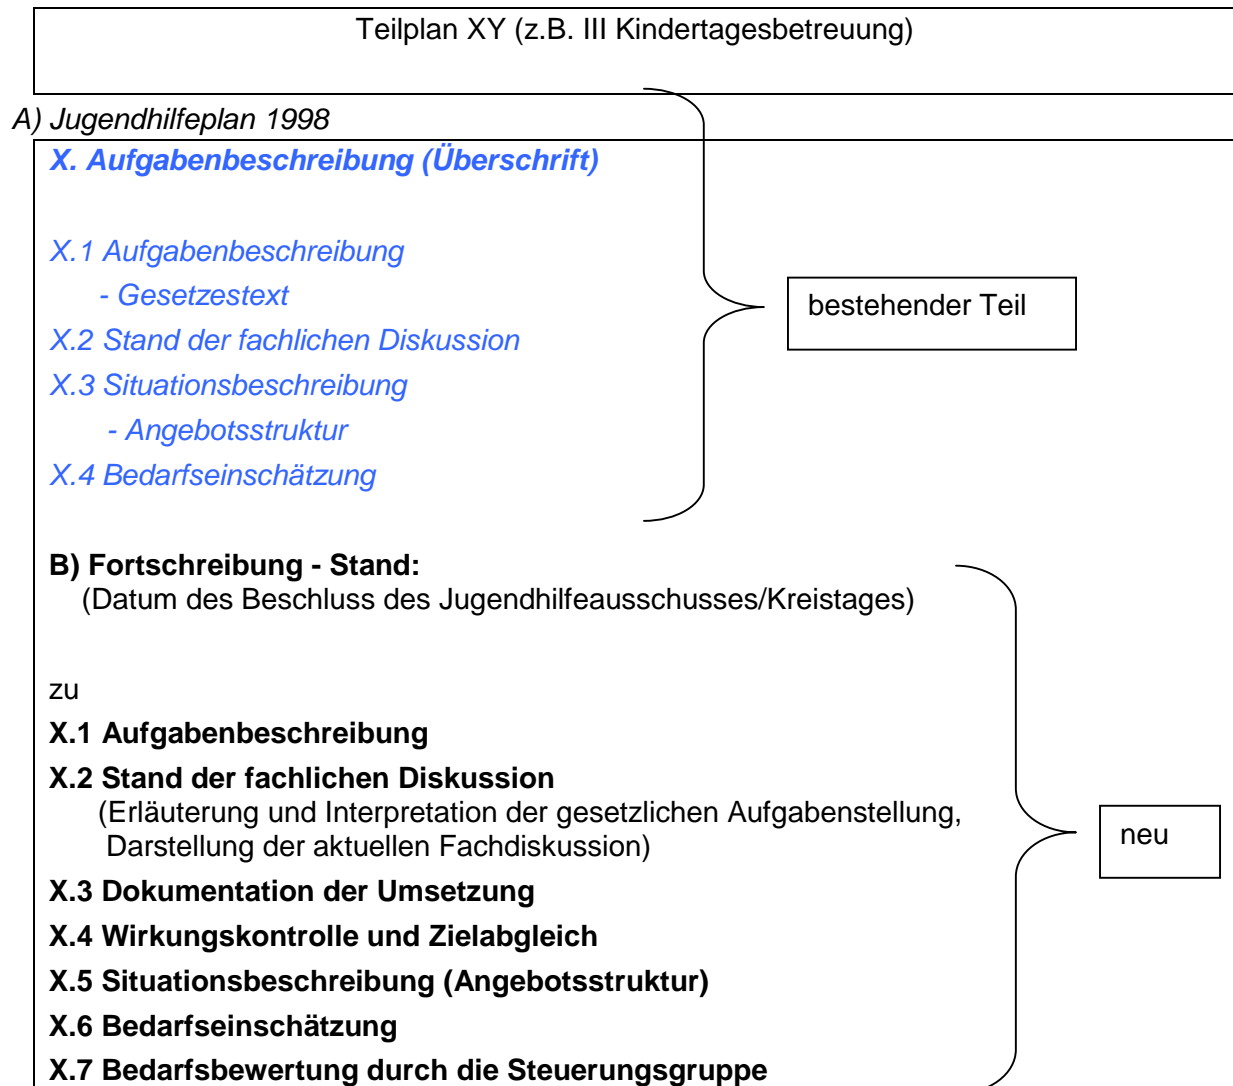 Teilplan XY (z.B. III Kindertagesbetreuung)
A) Jugendhilfeplan 1998
X. Aufgabenbeschreibung (Überschrift)
X.1 Aufgabenbeschreibung
- Gesetzestext
X.2 Stand der fachlichen Diskussion
X.3 Situationsbeschreibung
- Angebotsstruktur
X.4 Bedarfseinschätzung
bestehender Teil
B) Fortschreibung - Stand:
(Datum des Beschluss des Jugendhilfeausschusses/Kreistages)
zu
X.1 Aufgabenbeschreibung
X.2 Stand der fachlichen Diskussion
(Erläuterung und Interpretation der gesetzlichen Aufgabenstellung,
Darstellung der aktuellen Fachdiskussion)
X.3 Dokumentation der Umsetzung
X.4 Wirkungskontrolle und Zielabgleich
X.5 Situationsbeschreibung (Angebotsstruktur)
X.6 Bedarfseinschätzung
X.7 Bedarfsbewertung durch die Steuerungsgruppe
neu